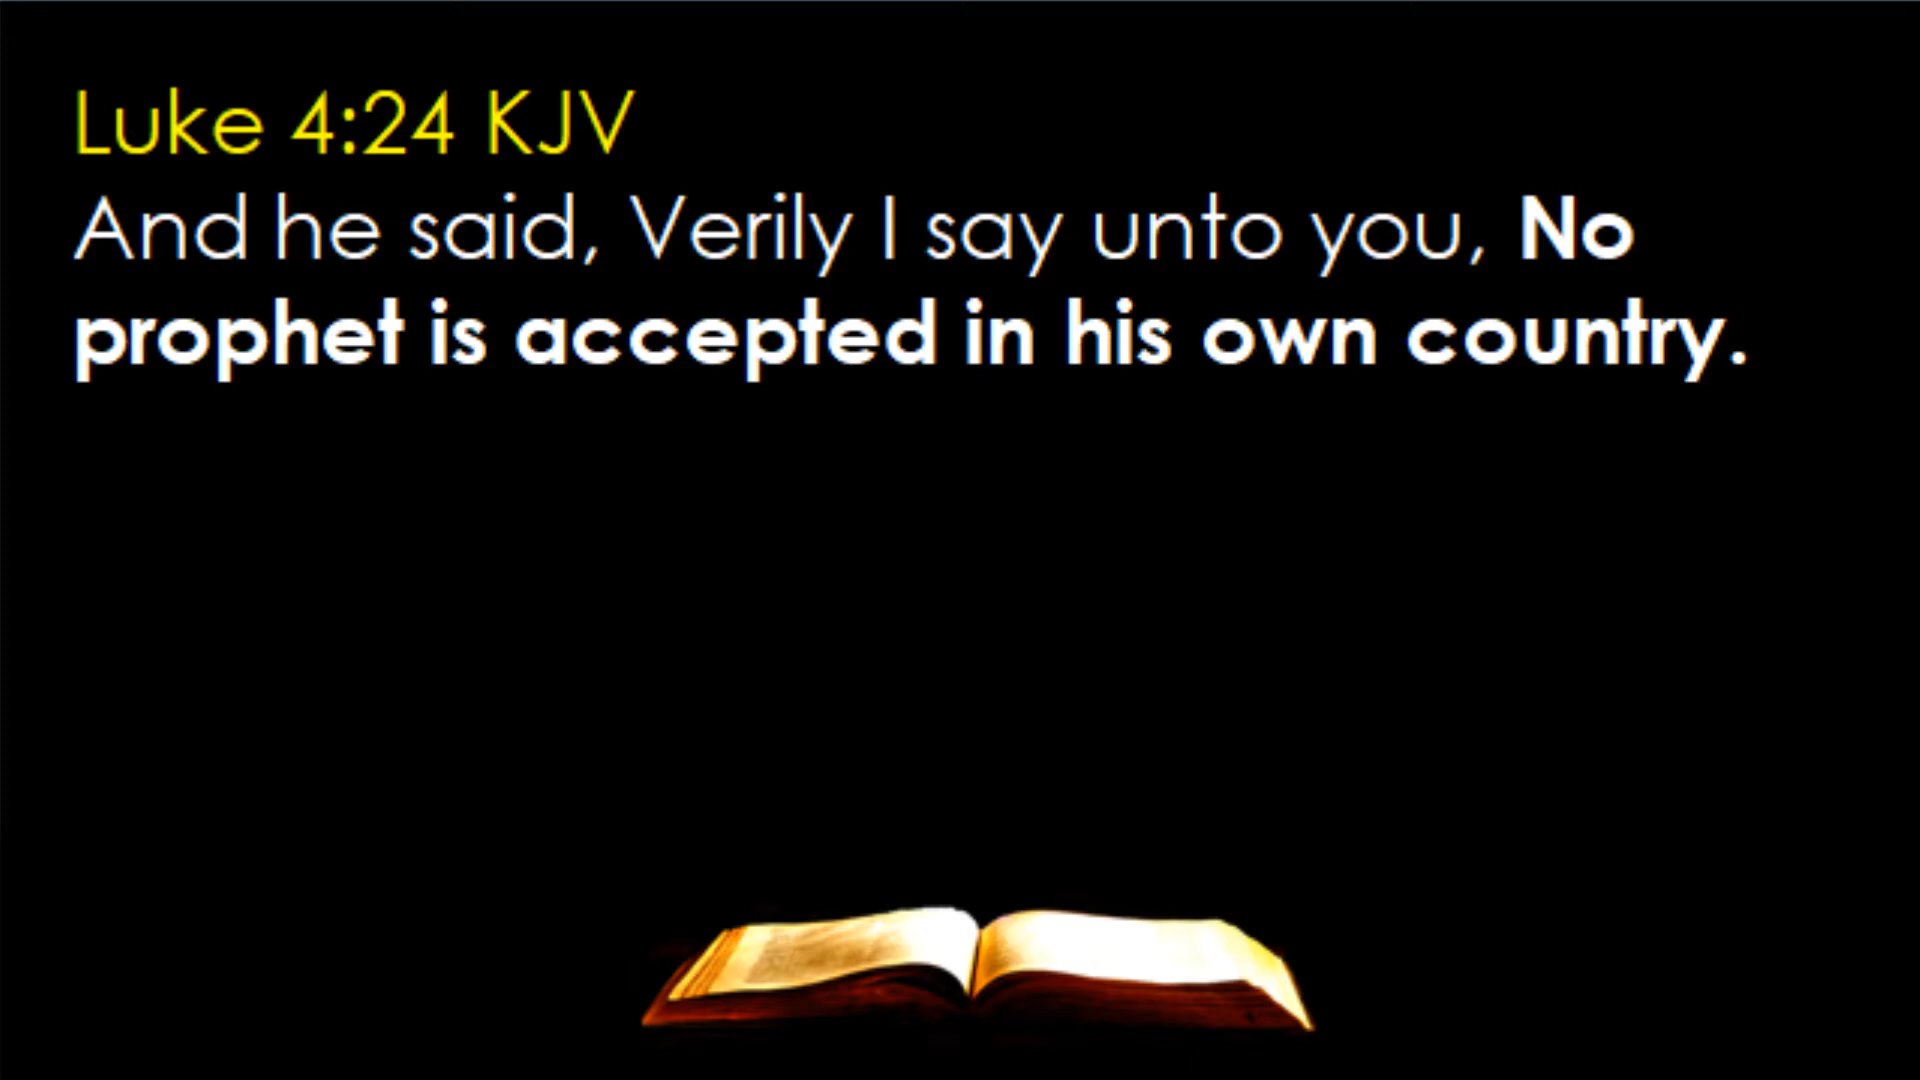 Luke 4:24 KJV
And he said, Verily I say unto you, No
prophet is accepted in his own country.